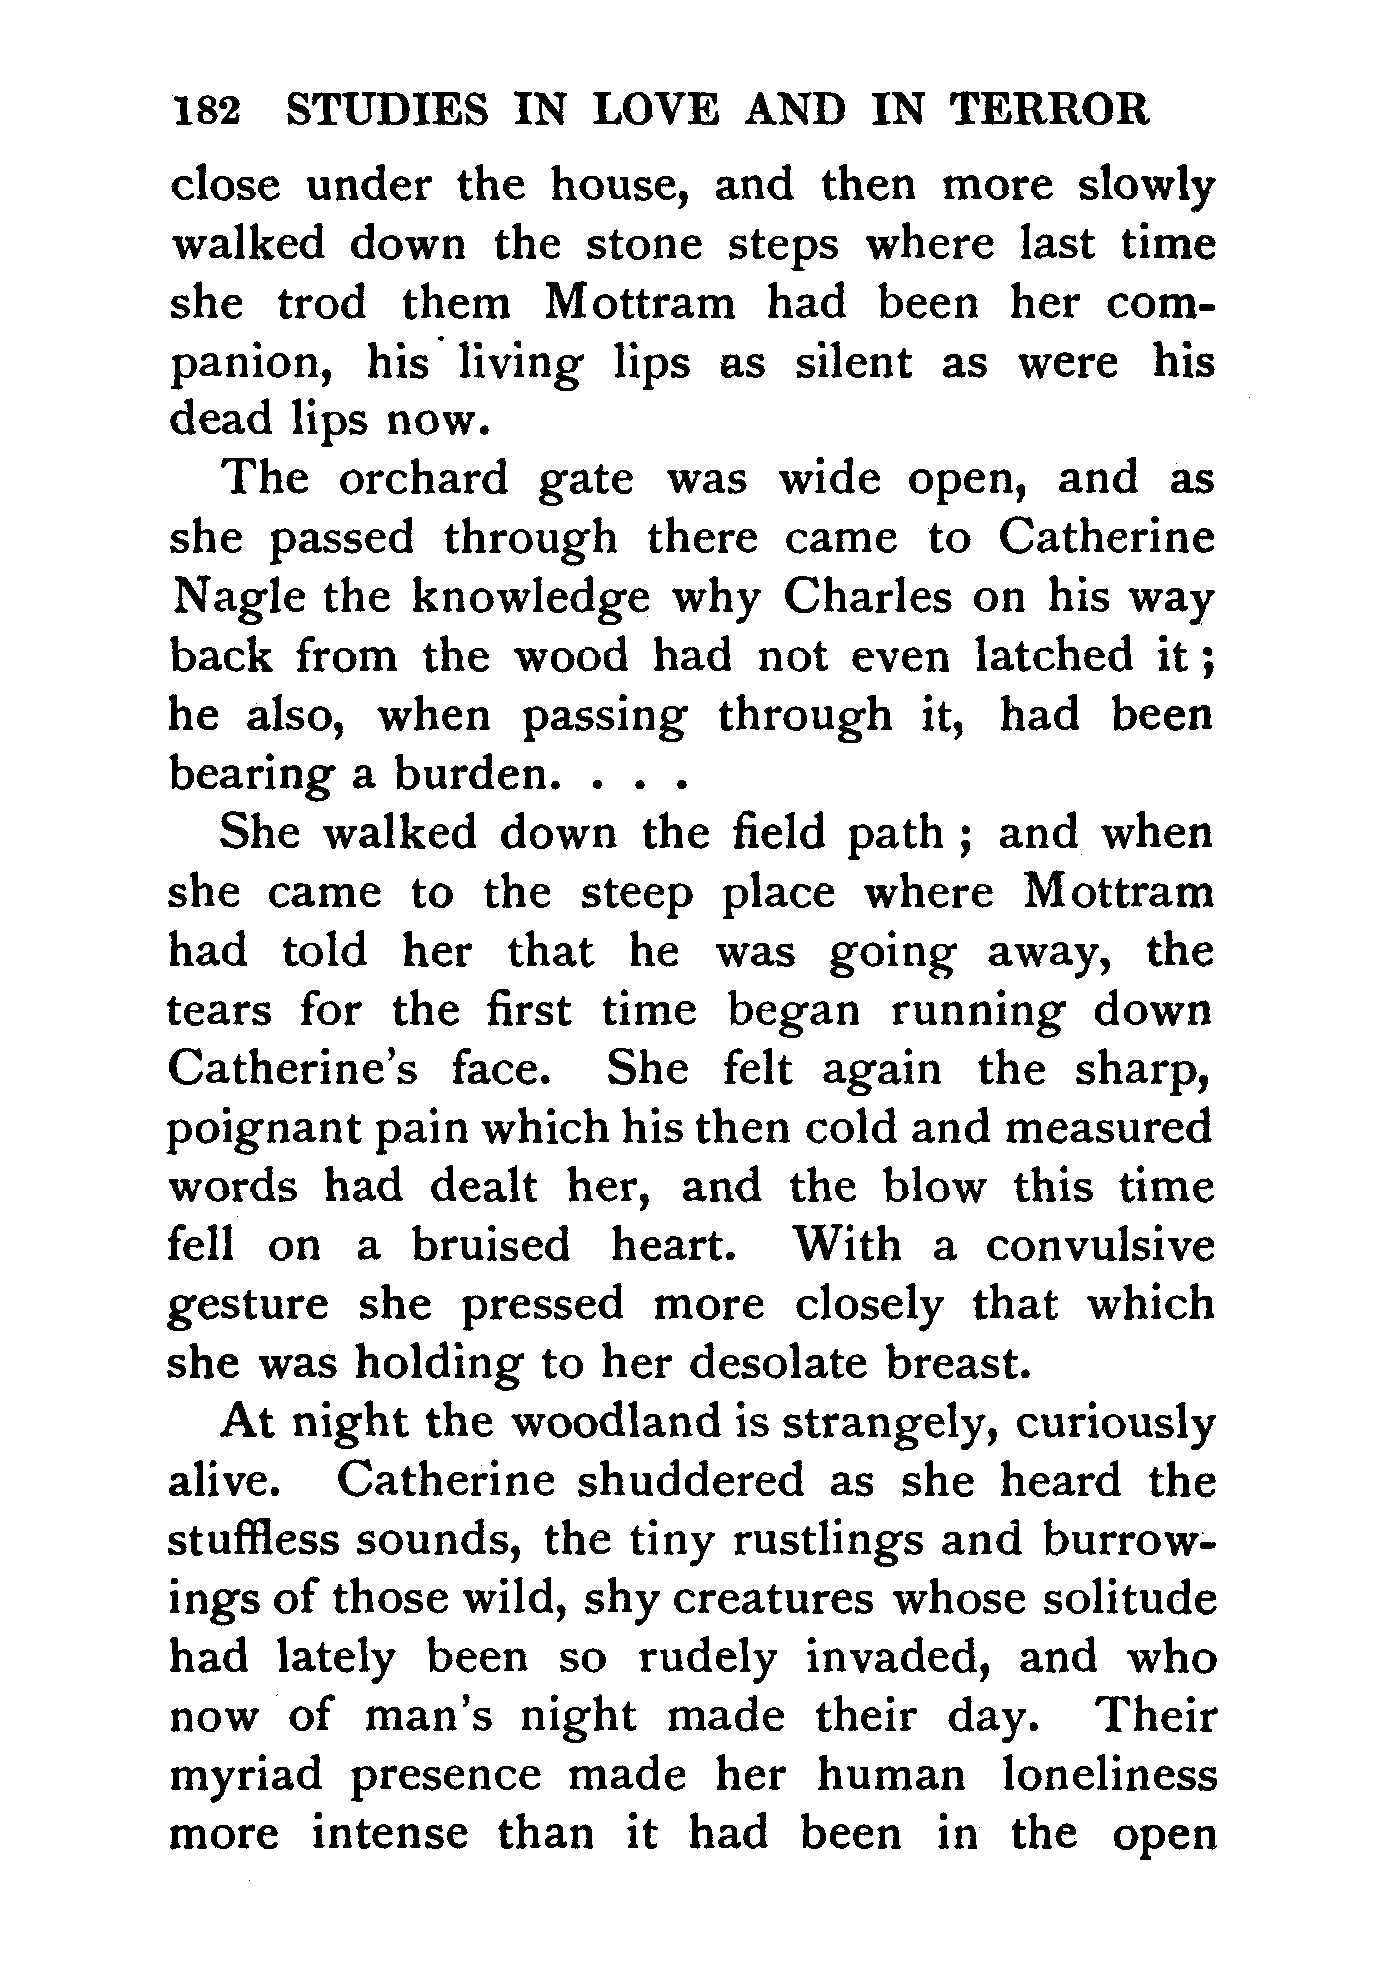 182 STUDIES IN LOVE AND IN TERROR
close under the house, and then more slowly
walked down the stone steps where last time
she trod them Mottram had been her com-
panion, his living lips as silent as were his
dead lips now.
The orchard gate was wide open, and as
she passed through there came to Catherine
Nagle the knowledge why Charles on his way
back from the wood had not even latched it ;
he also, when passing through it, had been
bearing a burden. . . .
She walked down the field path ; and when
she came to the steep place where Mottram
had told her that he was going away, the
tears for the first time began running down
Catherine's face. She felt again the sharp,
poignant pain which his then cold and measured
words had dealt her, and the blow this time
fell on a bruised heart. With a convulsive
gesture she pressed more closely that which
she was holding to her desolate breast.
At night the woodland is strangely, curiously
alive. Catherine shuddered as she heard the
stuffless sounds, the tiny rustlings and burrow-
ings of those wild, shy creatures whose solitude
had lately been so rudely invaded, and who
now of man's night made their day. Their
myriad presence made her human loneliness
more intense than it had been in the open